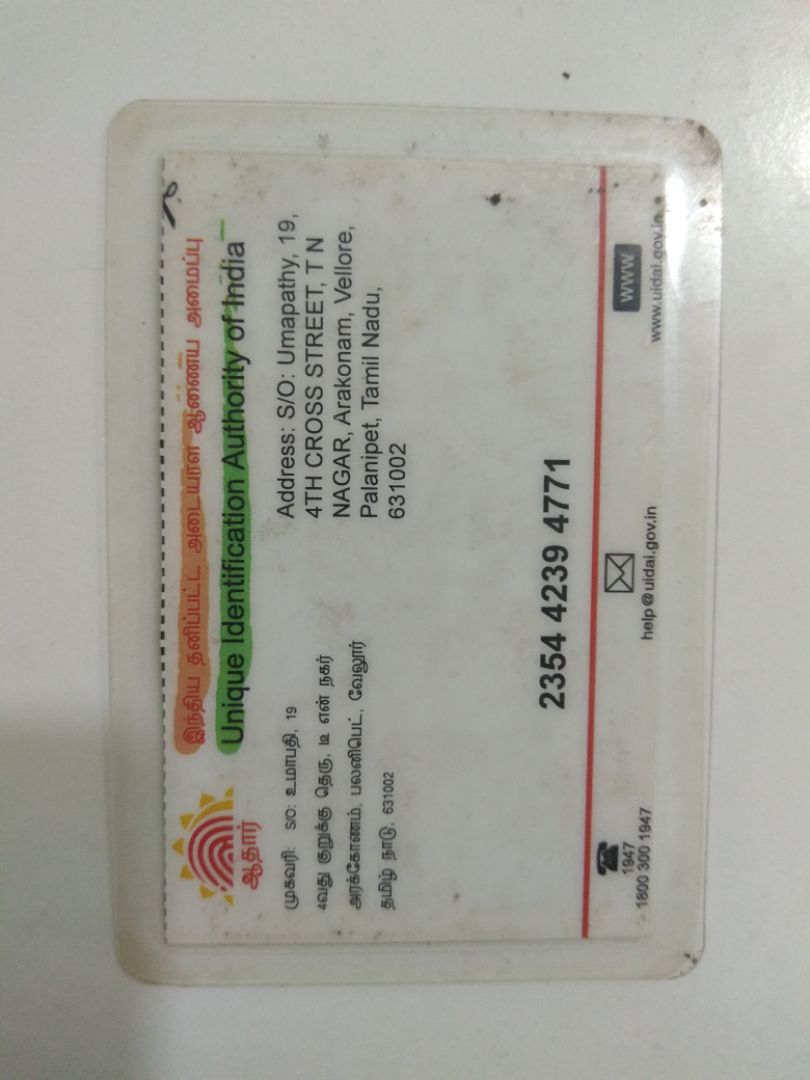 இந்திய தனிப்பட்ட அடையாள ஆணைய அமைப்பு
Unique Identification Authority of India
ஆதார்
முகவரி: S/O: உமாபதி, 19
4வது குறுக்கு தெரு, டி என் நகர்
அரக்கோணம், பலனிபெட், வேலூர்
தமிழ் நாடு, 631002
Address: S/O: Umapathy, 19,
4TH CROSS STREET, T N
NAGAR, Arakonam, Vellore,
Palanipet, Tamil Nadu,
631002
2354 4239 4771
1947
1800 300 1947
help@uidai.gov.in
WWW
www.uidai.gov.in